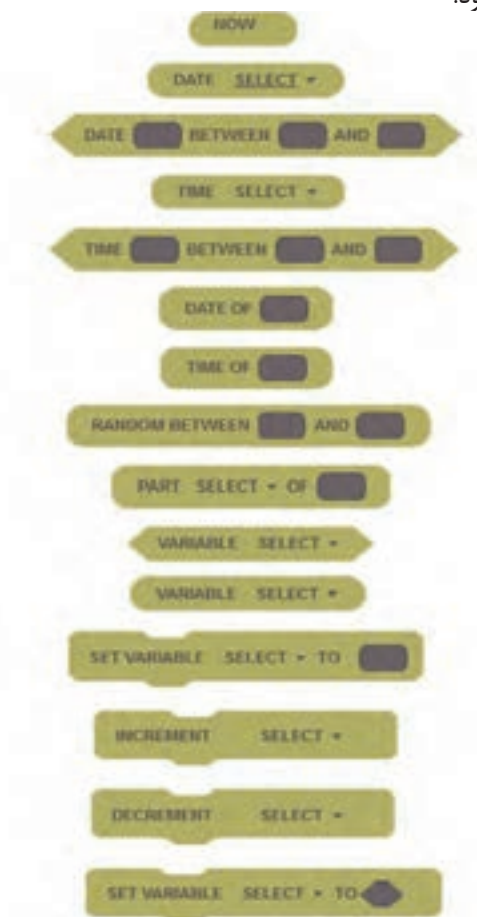 NOW
DATE SELECT
DATE BETWEEN AND
TIME SELECT
TIME BETWEEN AND
DATE OF
TIME OF
RANDOM BETWEEN AND
PART SELECT OF
VARIABLE SELECT
VARIABLE SELECT
SET VARIABLE SELECT TO
INCREMENT SELECT
DECREMENT SELECT
SET VARIABLE SELECT TO